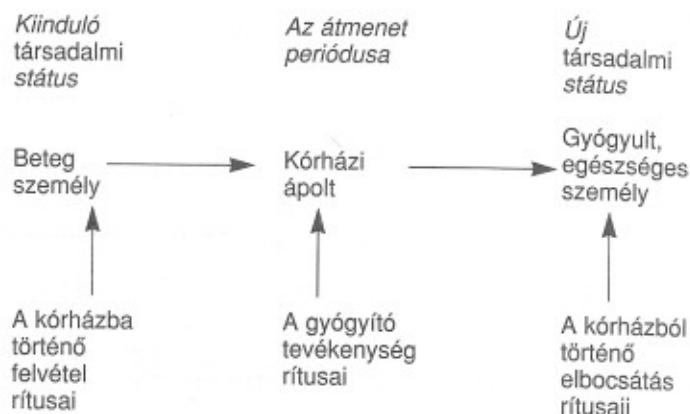 Kiinduló
társadalmi
státus
Az átmenet
periódusa
Új
társadalmi
státus
Beteg
személy
Kórházi
ápolt
Gyógyult,
egészséges
személy
A kórházba
történő
felvétel
rítusai
A gyógyító
tevékenység
rítusai
A kórházból
történő
elbocsátás
rítusaij